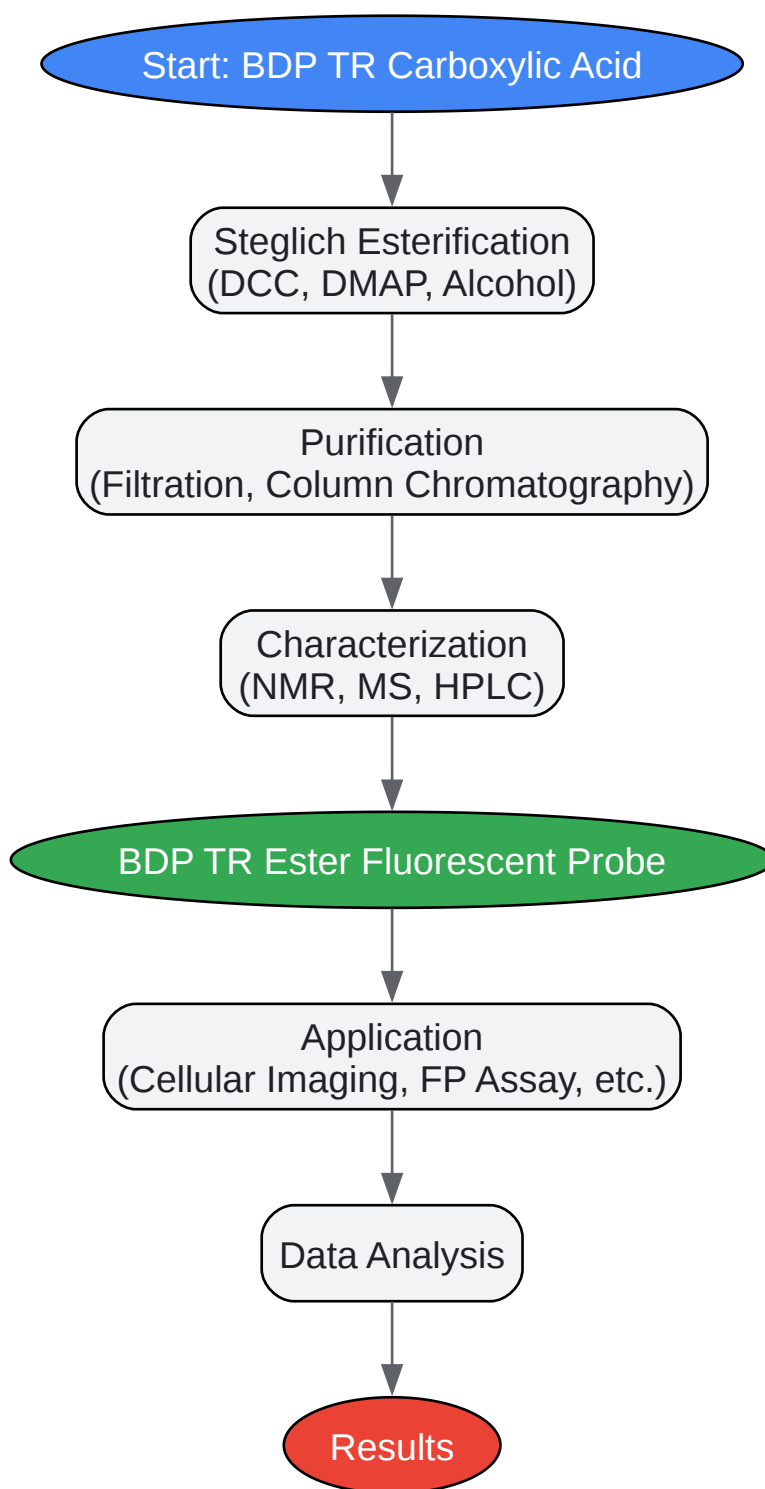 Start: BDP TR Carboxylic Acid
Steglich Esterification
(DCC, DMAP, Alcohol)
Purification
(Filtration, Column Chromatography)
Characterization
(NMR, MS, HPLC)
BDP TR Ester Fluorescent Probe
Application
(Cellular Imaging, FP Assay, etc.)
Data Analysis
Results